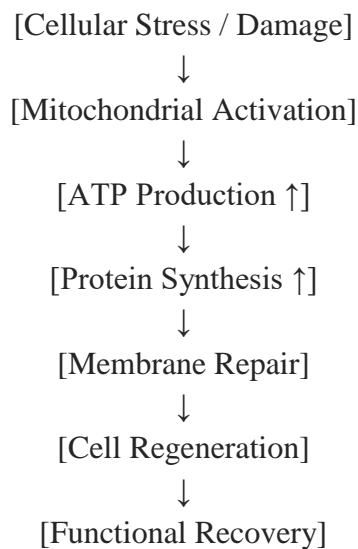 [Cellular Stress / Damage]
↓
[Mitochondrial Activation]
↓
[ATP Production ↑]
↓
[Protein Synthesis ↑]
↓
[Membrane Repair]
↓
[Cell Regeneration]
↓
[Functional Recovery]